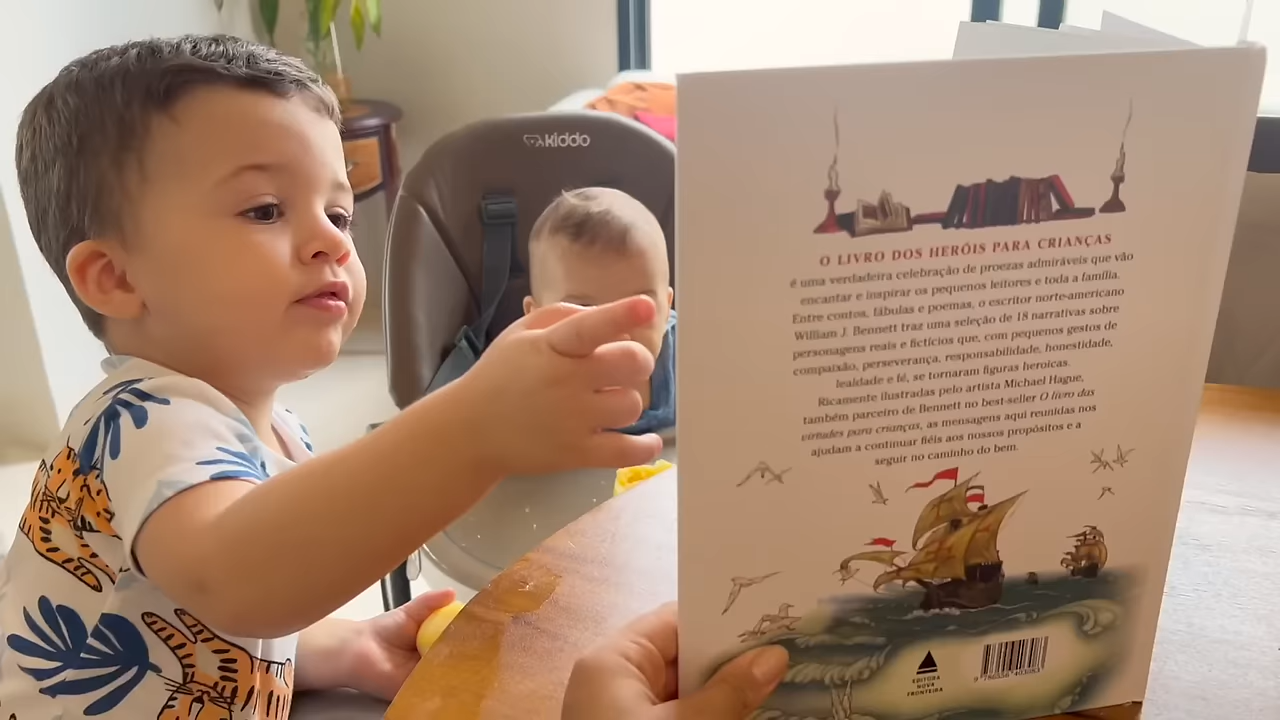 kiddo
O LIVRO DOS HERÓIS PARA CRIANÇAS
é uma verdadeira celebração de proezas admiráveis que vão
encantar e inspirar os pequenos leitores e toda a família.
Entre contos, fábulas e poemas, o escritor norte-americano
William J. Bennett traz uma seleção de 18 narrativas sobre
personagens reais e fictícios que, com pequenos gestos de
compaixão, perseverança, responsabilidade, honestidade,
lealdade e fé, se tornaram figuras heroicas.
Ricamente ilustradas pelo artista Michael Hague,
também parceiro de Bennett no best-seller O livro das
virtudes para crianças, as mensagens aqui reunidas nos
ajudam a continuar fiéis aos nossos propósitos e a
seguir no caminho do bem.
EDITORA
NOVA
FRONTEIRA